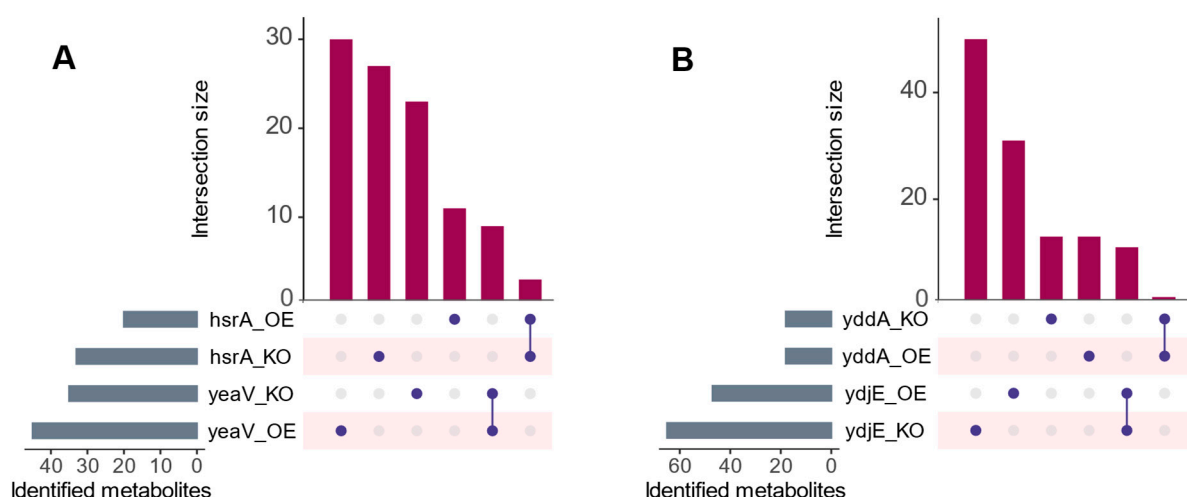 A
Intersection size
30
20
10
0
hsrA_OE
hsrA_KO
yeaV_KO
yeaV_OE
40 30 20 10 0
Identified metabolites
B
Intersection size
40
20
0
yddA_KO
yddA_OE
ydjE_OE
ydjE_KO
60 40 20 0
Identified metabolites